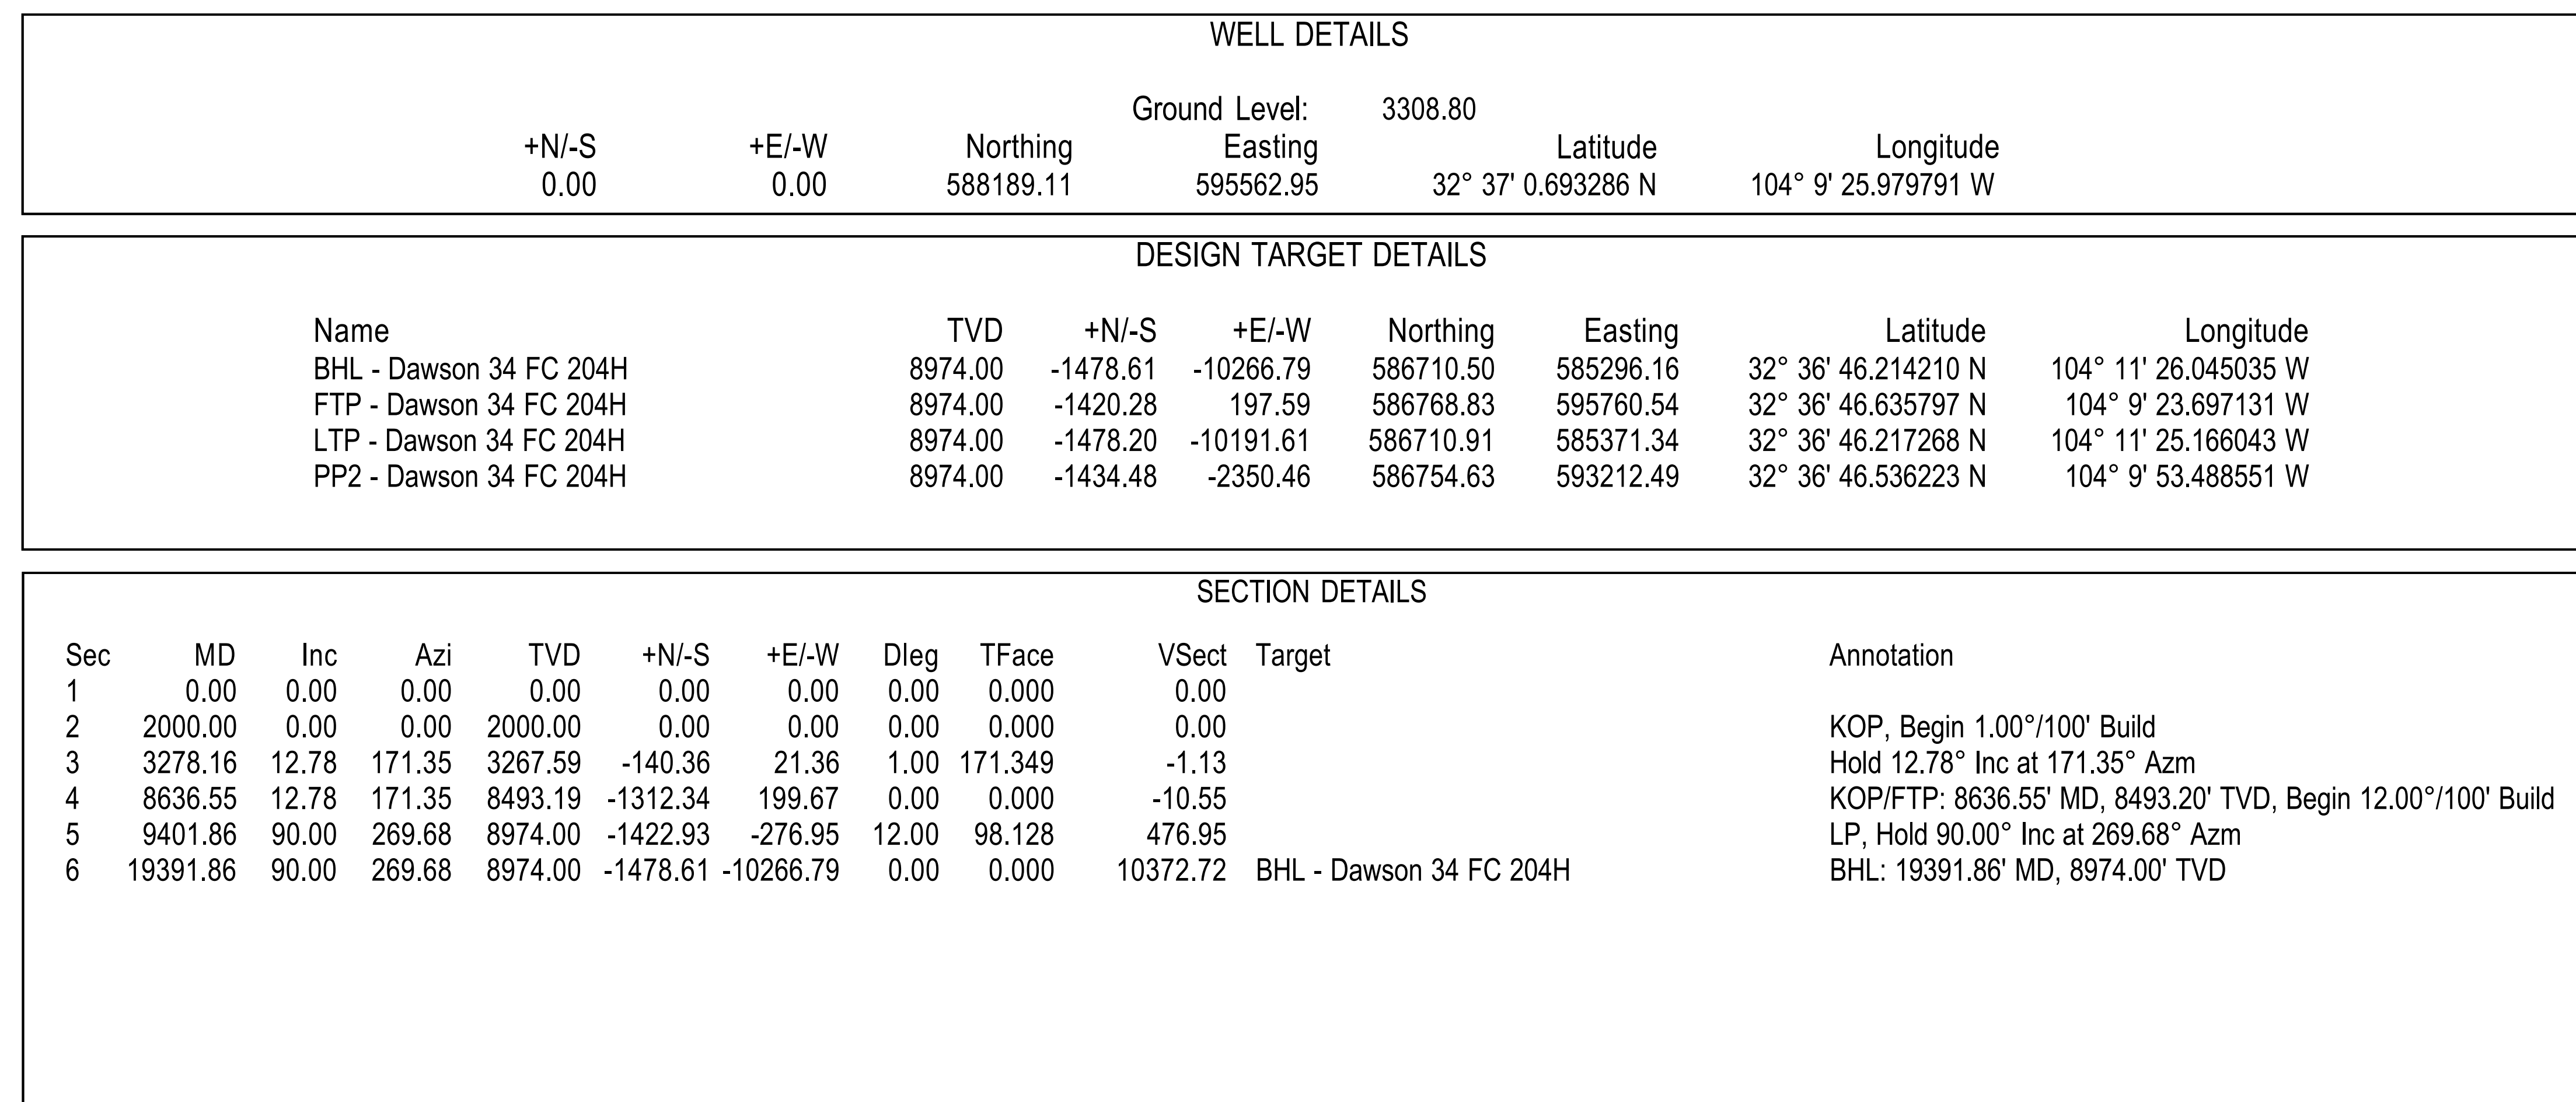 WELL DETAILS
Ground Level: 3308.80
+N/-S +E/-W Northing Easting Latitude Longitude
0.00 0.00 588189.11 595562.95 32° 37' 0.693286 N 104° 9' 25.979791 W
DESIGN TARGET DETAILS
Name TVD +N/-S +E/-W Northing Easting Latitude Longitude
BHL - Dawson 34 FC 204H 8974.00 -1478.61 -10266.79 586710.50 585296.16 32° 36' 46.214210 N 104° 11' 26.045035 W
FTP - Dawson 34 FC 204H 8974.00 -1420.28 197.59 586768.83 595760.54 32° 36' 46.635797 N 104° 9' 23.697131 W
LTP - Dawson 34 FC 204H 8974.00 -1478.20 -10191.61 586710.91 585371.34 32° 36' 46.217268 N 104° 11' 25.166043 W
PP2 - Dawson 34 FC 204H 8974.00 -1434.48 -2350.46 586754.63 593212.49 32° 36' 46.536223 N 104° 9' 53.488551 W
SECTION DETAILS
Sec MD Inc Azi TVD +N/-S +E/-W Dleg TFace VSect Target Annotation
1 0.00 0.00 0.00 0.00 0.00 0.00 0.00 0.000 0.00
2 2000.00 0.00 0.00 2000.00 0.00 0.00 0.00 0.000 0.00 KOP, Begin 1.00°/100' Build
3 3278.16 12.78 171.35 3267.59 -140.36 21.36 1.00 171.349 -1.13 Hold 12.78° Inc at 171.35° Azm
4 8636.55 12.78 171.35 8493.19 -1312.34 199.67 0.00 0.000 -10.55 KOP/FTP: 8636.55' MD, 8493.20' TVD, Begin 12.00°/100' Build
5 9401.86 90.00 269.68 8974.00 -1422.93 -276.95 12.00 98.128 476.95 LP, Hold 90.00° Inc at 269.68° Azm
6 19391.86 90.00 269.68 8974.00 -1478.61 -10266.79 0.00 0.000 10372.72 BHL - Dawson 34 FC 204H BHL: 19391.86' MD, 8974.00' TVD